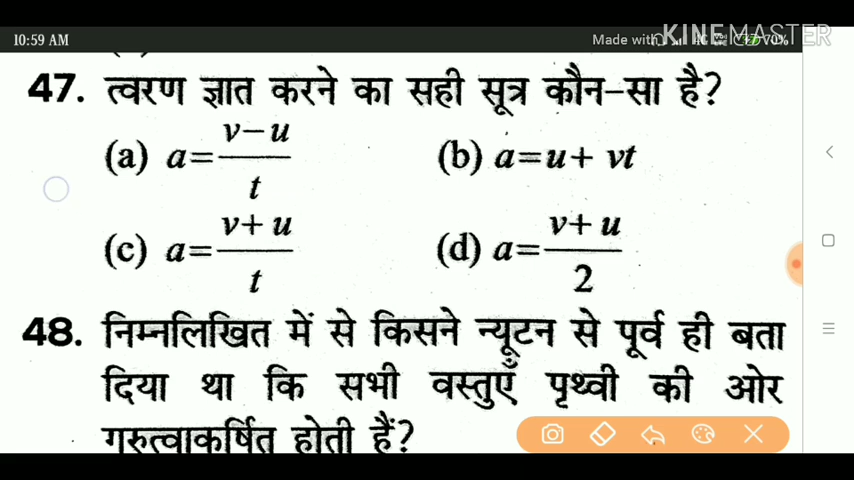 10:59 AM
Made with KINEMASTER
70%
47. त्वरण ज्ञात करने का सही सूत्र कौन-सा है?
(a) a= v-u / t (b) a=u+ vt
(c) a= v+u / t (d) a= v+u / 2
48. निम्नलिखित में से किसने न्यूटन से पूर्व ही बता
दिया था कि सभी वस्तुएँ पृथ्वी की ओर
गुरुत्वाकर्षित होती हैं?